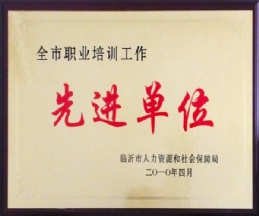 全市职业培训工作
先进单位
临沂市人力资源和社会保障局
二〇一〇年四月